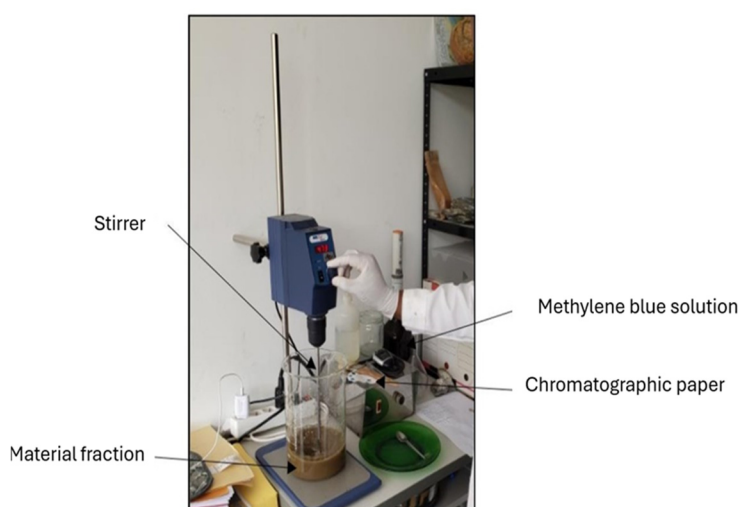 Stirrer
Methylene blue solution
Chromatographic paper
Material fraction